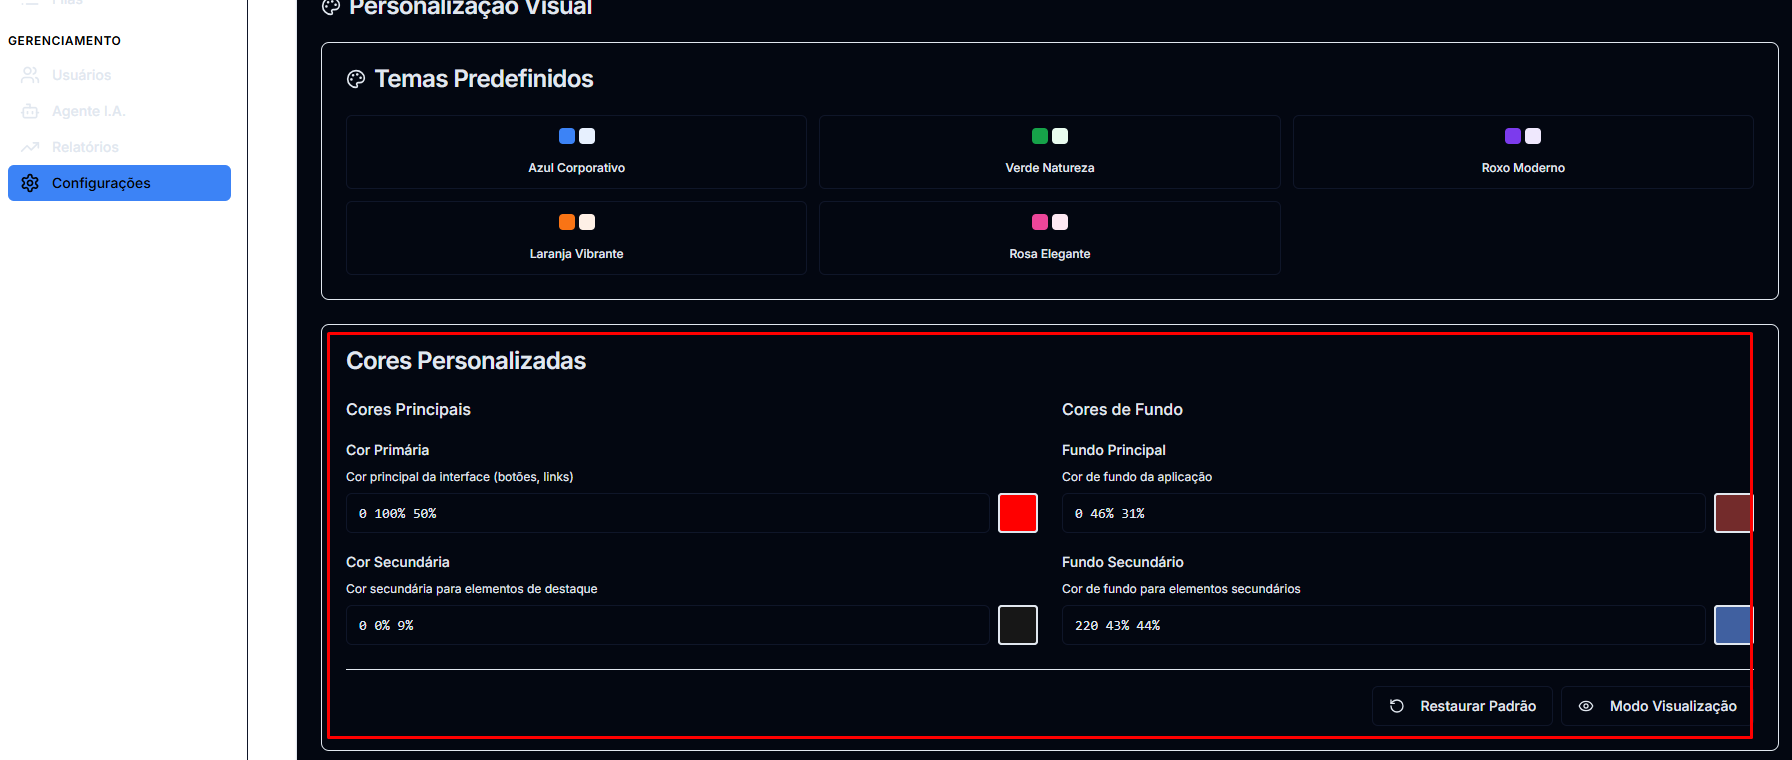 Personalização Visual
GERENCIAMENTO
Usuários
Agente I.A.
Relatórios
Configurações
Temas Predefinidos
Azul Corporativo
Verde Natureza
Roxo Moderno
Laranja Vibrante
Rosa Elegante
Cores Personalizadas
Cores Principais
Cor Primária
Cor principal da interface (botões, links)
0 100% 50%
Cor Secundária
Cor secundária para elementos de destaque
0 0% 9%
Cores de Fundo
Fundo Principal
Cor de fundo da aplicação
0 46% 31%
Fundo Secundário
Cor de fundo para elementos secundários
220 43% 44%
Restaurar Padrão
Modo Visualização